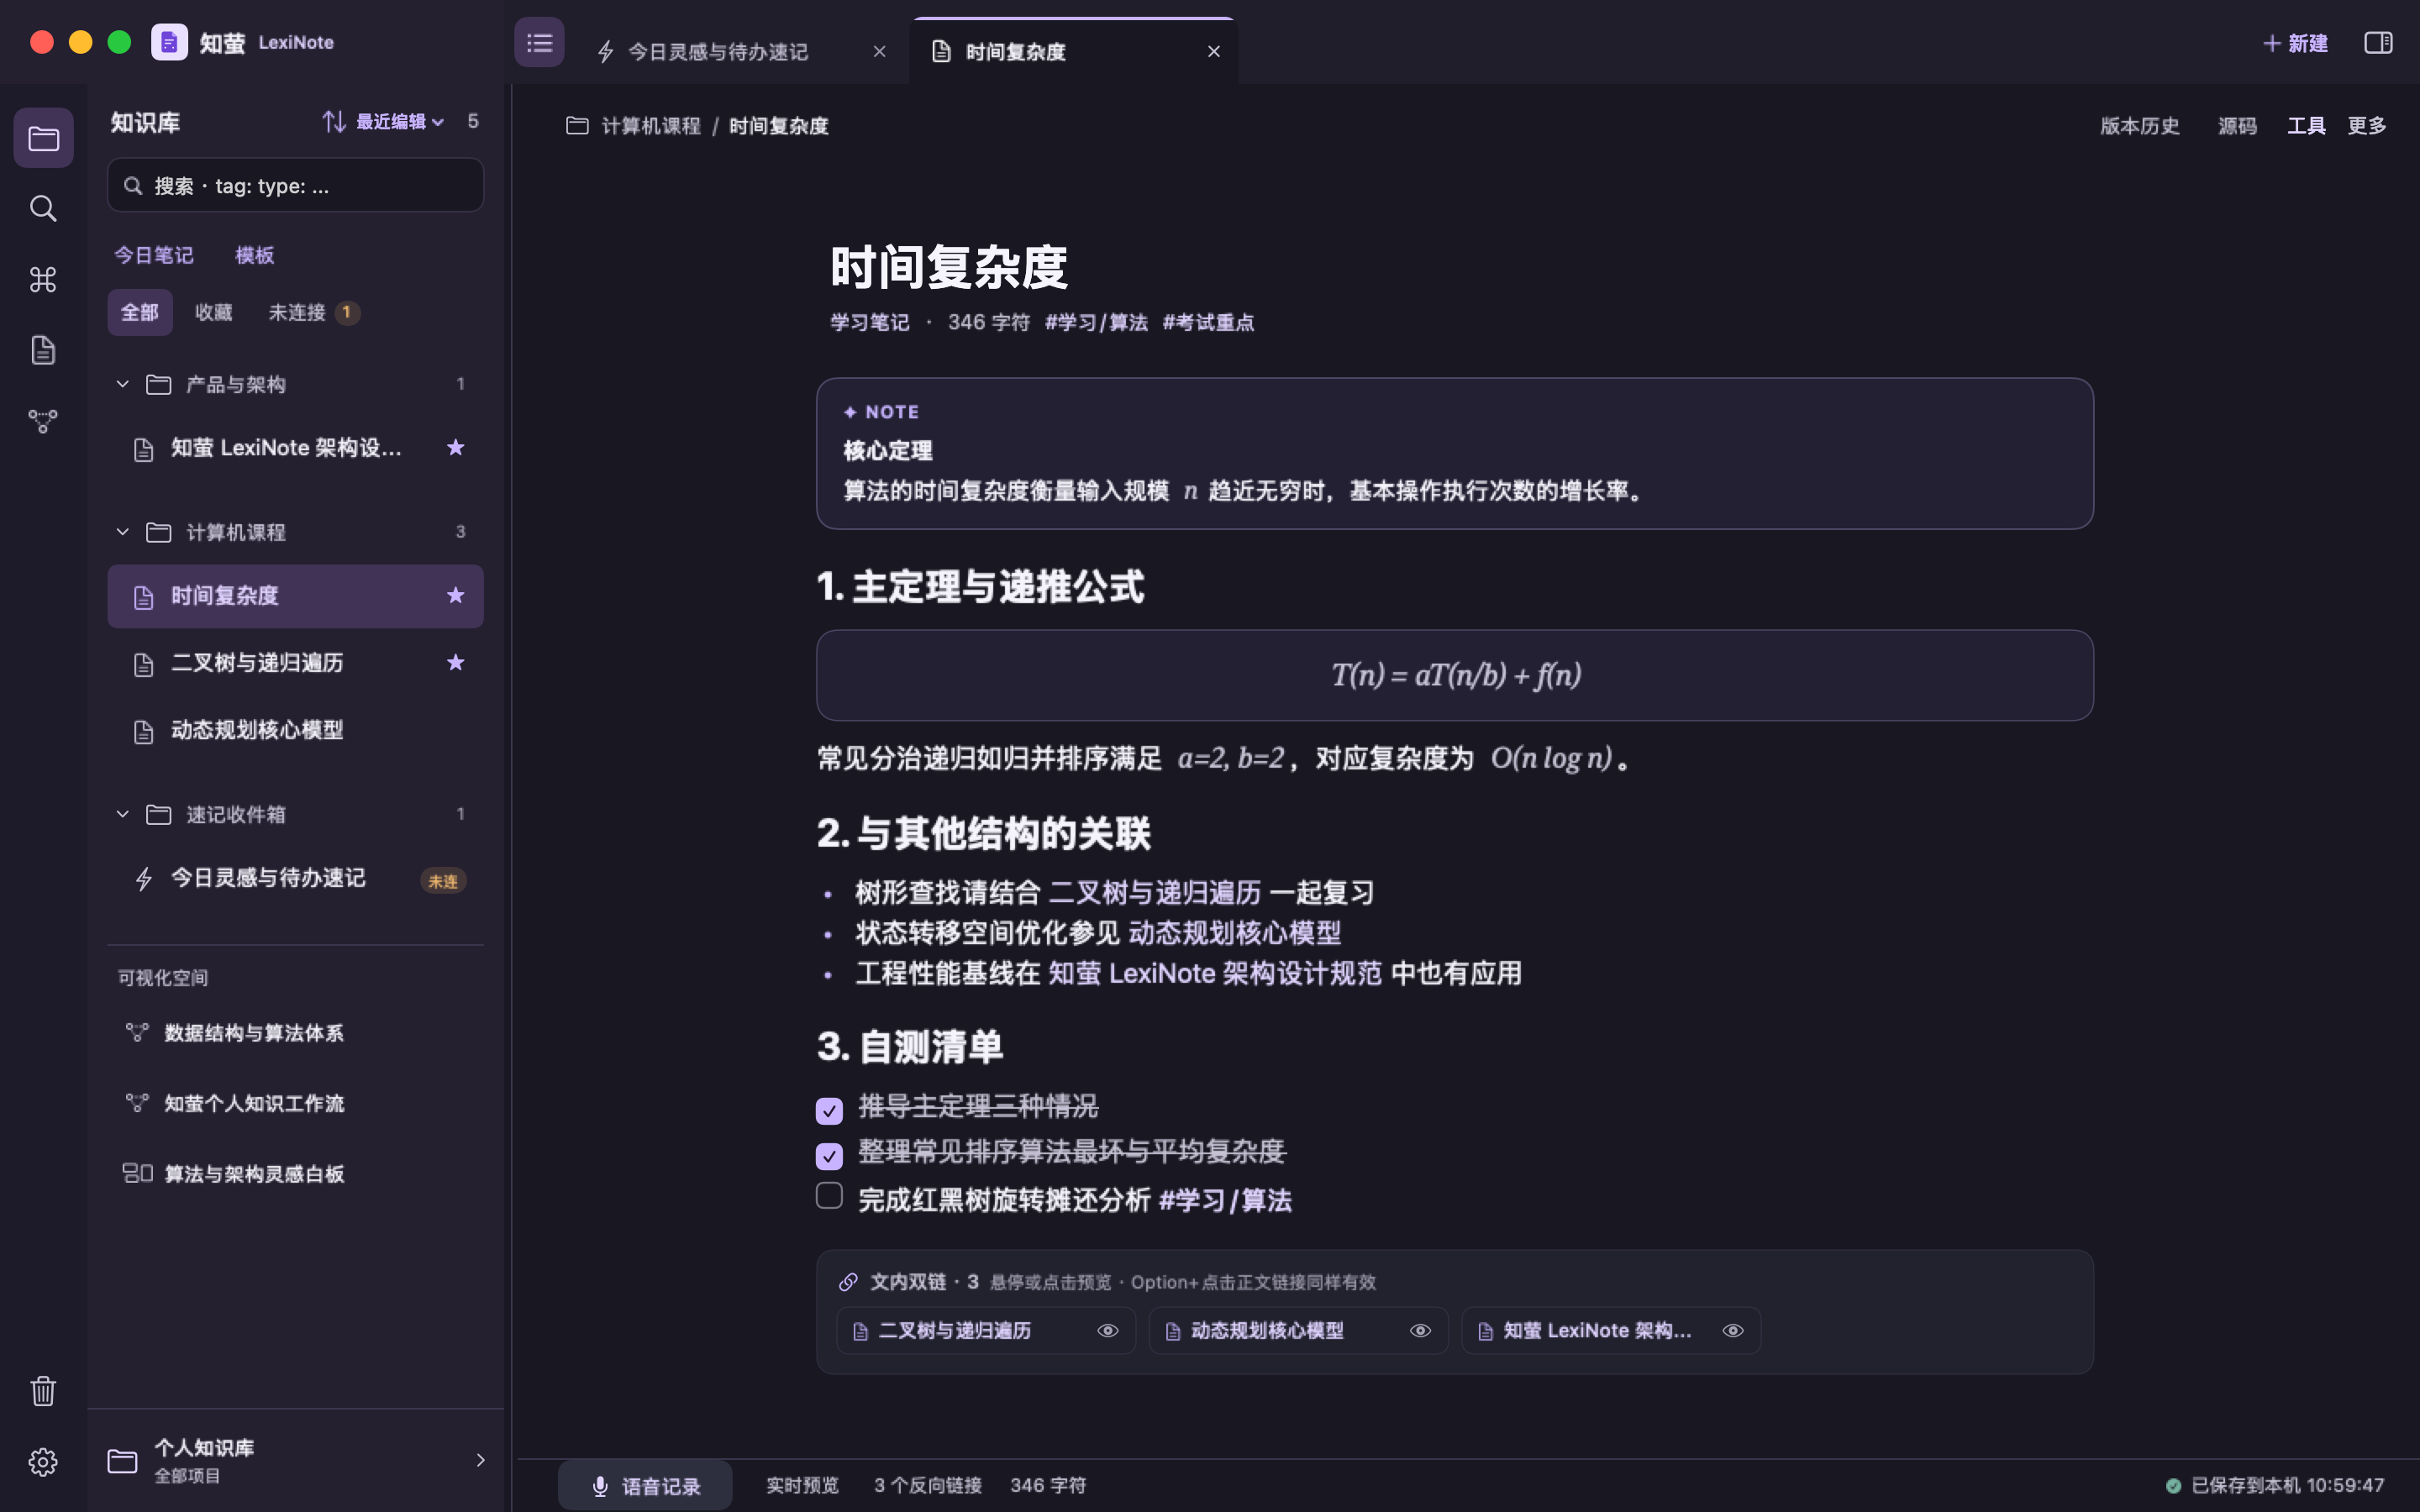 知萤 LexiNote
今日灵感与待办速记
时间复杂度
新建
知识库
最近编辑
5
搜索 · tag: type: ...
今日笔记 模板
全部 收藏 未连接 1
产品与架构 1
知萤 LexiNote 架构设...
计算机课程 3
时间复杂度
二叉树与递归遍历
动态规划核心模型
速记收件箱 1
今日灵感与待办速记 未连
可视化空间
数据结构与算法体系
知萤个人知识工作流
算法与架构灵感白板
个人知识库
全部项目
计算机课程 / 时间复杂度
版本历史 源码 工具 更多
时间复杂度
学习笔记 · 346 字符 #学习/算法 #考试重点
NOTE
核心定理
算法的时间复杂度衡量输入规模 n 趋近无穷时，基本操作执行次数的增长率。
1. 主定理与递推公式
T(n) = aT(n/b) + f(n)
常见分治递归如归并排序满足 a=2, b=2，对应复杂度为 O(n log n)。
2. 与其他结构的关联
• 树形查找请结合 二叉树与递归遍历 一起复习
• 状态转移空间优化参见 动态规划核心模型
• 工程性能基线在 知萤 LexiNote 架构设计规范 中也有应用
3. 自测清单
推导主定理三种情况
整理常见排序算法最坏与平均复杂度
完成红黑树旋转摊还分析 #学习/算法
文内双链 · 3 悬停或点击预览 · Option+点击正文链接同样有效
二叉树与递归遍历
动态规划核心模型
知萤 LexiNote 架构...
语音记录 实时预览 3 个反向链接 346 字符
已保存到本机 10:59:47